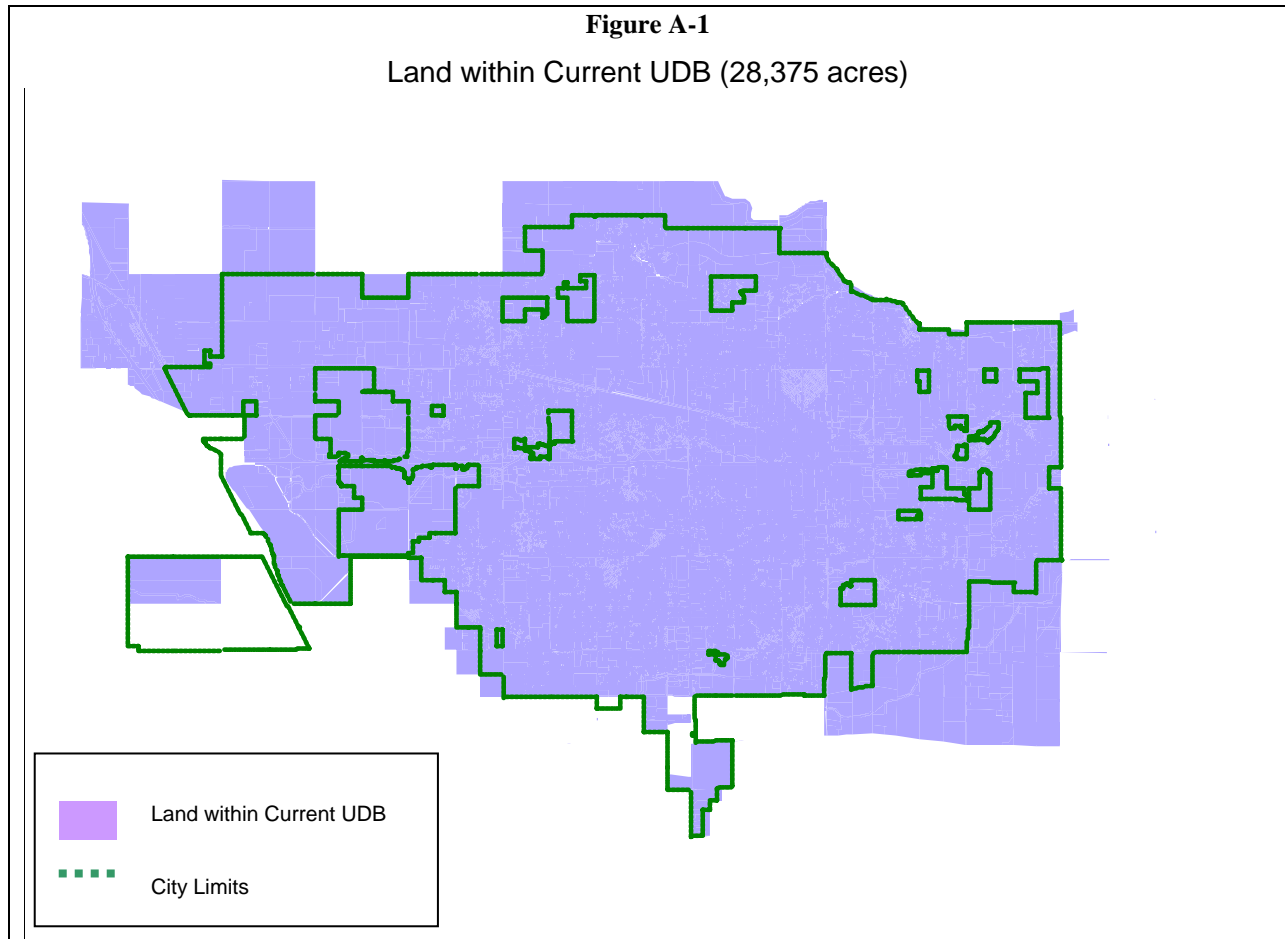 Figure A-1
Land within Current UDB (28,375 acres)
Land within Current UDB
City Limits